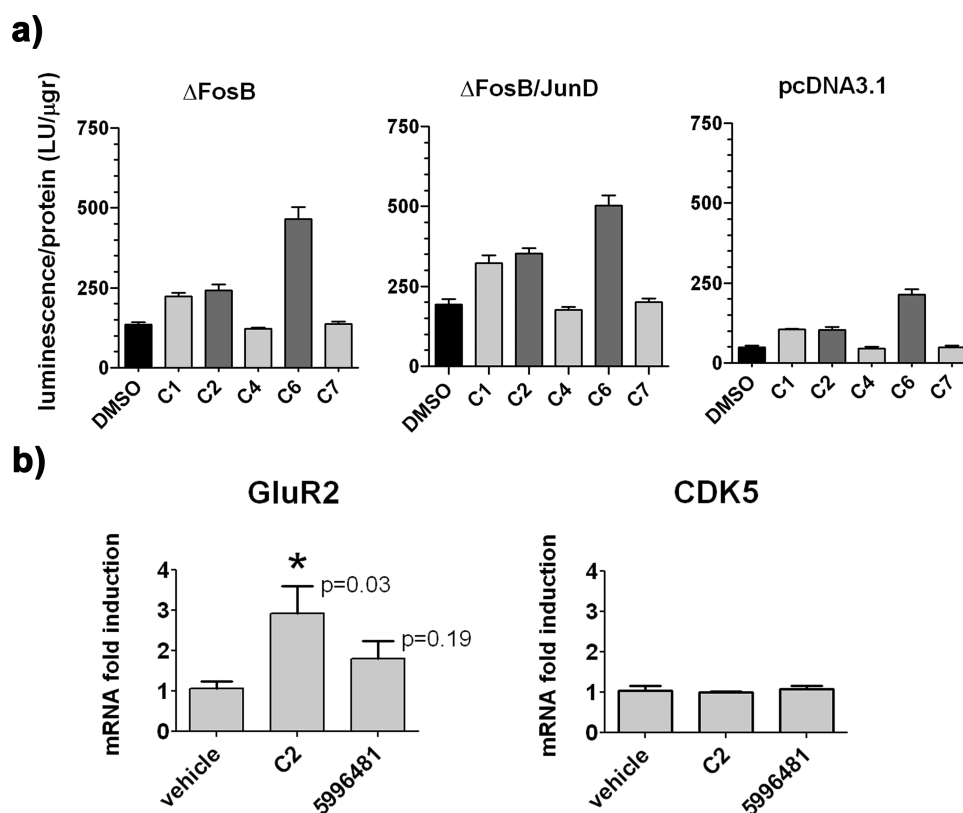 a)
ΔFosB
ΔFosB/JunD
pcDNA3.1
luminescence/protein (LU/μgr)
750
500
250
0
DMSO
C1
C2
C4
C6
C7
750
500
250
0
DMSO
C1
C2
C4
C6
C7
750
500
250
0
DMSO
C1
C2
C4
C6
C7
b)
GluR2
CDK5
mRNA fold induction
4
3
2
1
0
*
p=0.03
p=0.19
vehicle
C2
5996481
mRNA fold induction
4
3
2
1
0
vehicle
C2
5996481